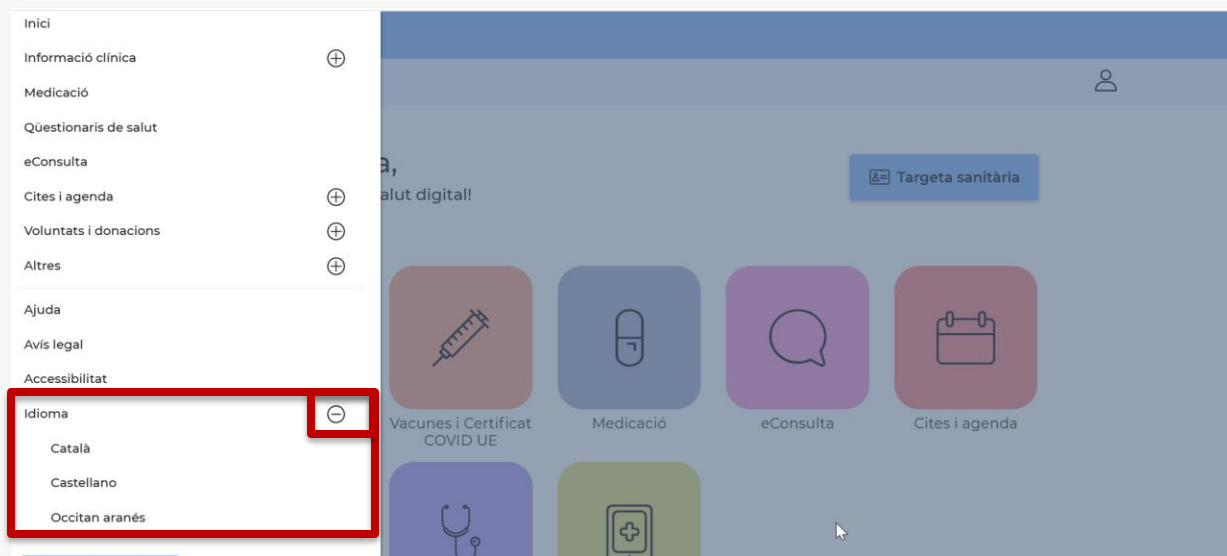 Inici
Informació clínica
Medicació
Qüestionaris de salut
eConsulta
Cites i agenda
Voluntats i donacions
Altres
Ajuda
Avís legal
Accessibilitat
Idioma
Català
Castellano
Occitan aranés
a,
alut digital!
Targeta sanitària
Vacunes i Certificat
COVID UE
Medicació
eConsulta
Cites i agenda